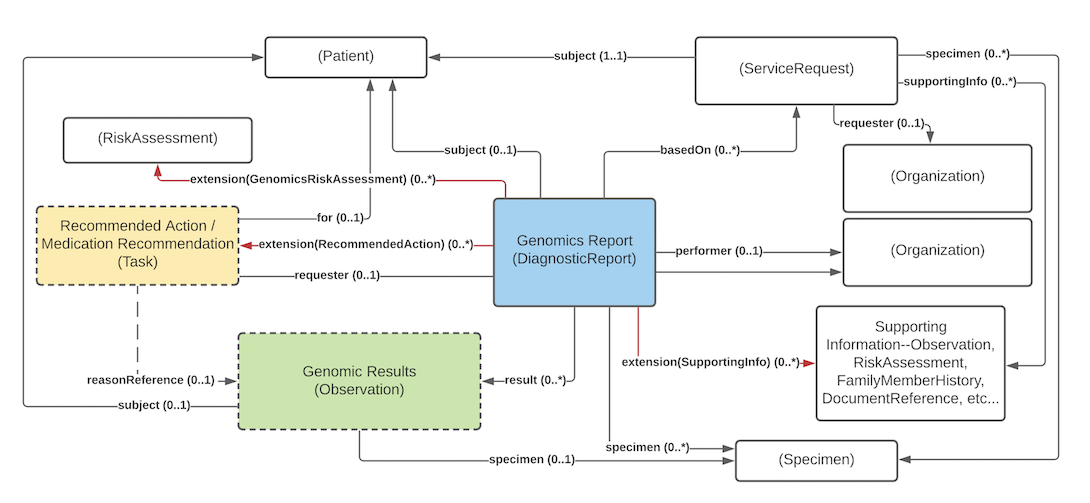 (Patient)
subject (1..1)
(ServiceRequest)
specimen (0..*)
supportingInfo (0..*)
requester (0..1)
(RiskAssessment)
subject (0..1)
basedOn (0..*)
(Organization)
extension(GenomicsRiskAssessment) (0..*)
Recommended Action /
Medication Recommendation
(Task)
for (0..1)
extension(RecommendedAction) (0..*)
requester (0..1)
Genomics Report
(DiagnosticReport)
performer (0..1)
(Organization)
Supporting
Information--Observation,
RiskAssessment,
FamilyMemberHistory,
DocumentReference, etc...
extension(SupportingInfo) (0..*)
reasonReference (0..1)
subject (0..1)
Genomic Results
(Observation)
result (0..*)
specimen (0..*)
specimen (0..1)
(Specimen)